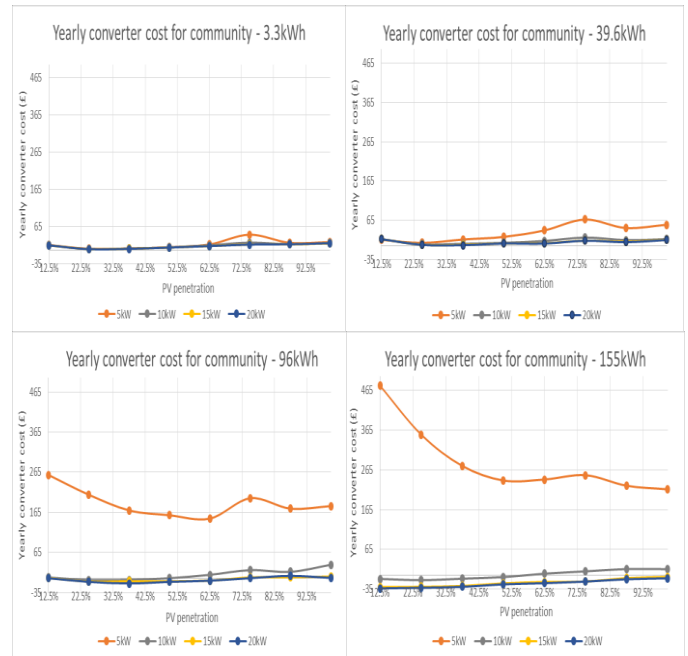 Yearly converter cost for community - 3.3kWh
Yearly converter cost (£)
465
365
265
165
65
-35
12.5% 22.5% 32.5% 42.5% 52.5% 62.5% 72.5% 82.5% 92.5%
PV penetration
5kW 10kW 15kW 20kW
Yearly converter cost for community - 39.6kWh
Yearly converter cost (£)
465
365
265
165
65
-35
12.5% 22.5% 32.5% 42.5% 52.5% 62.5% 72.5% 82.5% 92.5%
PV penetration
5kW 10kW 15kW 20kW
Yearly converter cost for community - 96kWh
Yearly converter cost (£)
465
365
265
165
65
-35
12.5% 22.5% 32.5% 42.5% 52.5% 62.5% 72.5% 82.5% 92.5%
PV penetration
5kW 10kW 15kW 20kW
Yearly converter cost for community - 155kWh
Yearly converter cost (£)
465
365
265
165
65
-35
12.5% 22.5% 32.5% 42.5% 52.5% 62.5% 72.5% 82.5% 92.5%
PV penetration
5kW 10kW 15kW 20kW